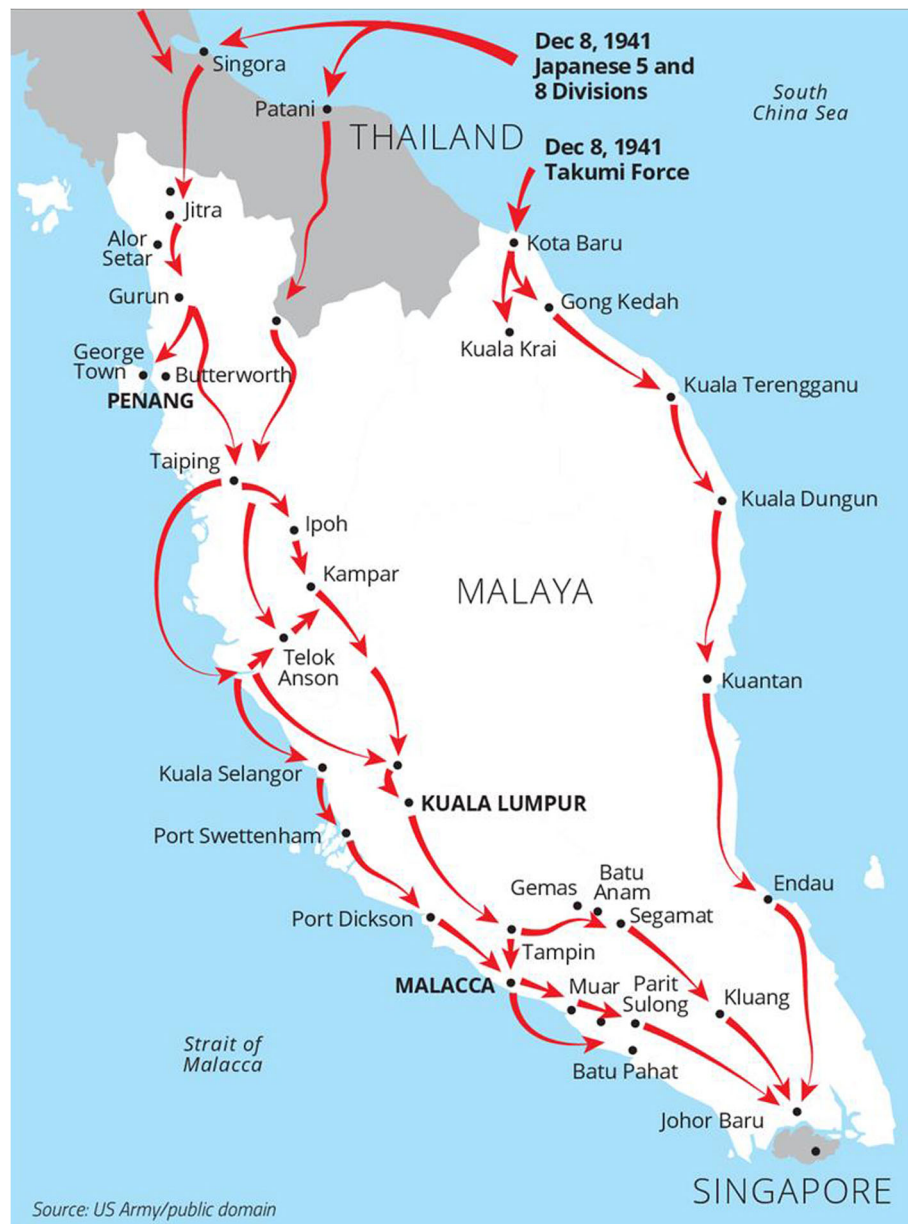 Dec 8, 1941
Japanese 5 and
8 Divisions
Singora
South
China Sea
Patani
THAILAND
Dec 8, 1941
Takumi Force
Jitra
Alor
Setar
Kota Baru
Gurun
Gong Kedah
Kuala Krai
George
Town
Butterworth
PENANG
Kuala Terengganu
Taiping
Kuala Dungun
Ipoh
Kampar
MALAYA
Telok
Anson
Kuantan
Kuala Selangor
KUALA LUMPUR
Port Swettenham
Gemas
Batu
Anam
Endau
Segamat
Port Dickson
Tampin
MALACCA
Muar
Parit
Sulong
Kluang
Strait of
Malacca
Batu Pahat
Johor Baru
SINGAPORE
Source: US Army/public domain